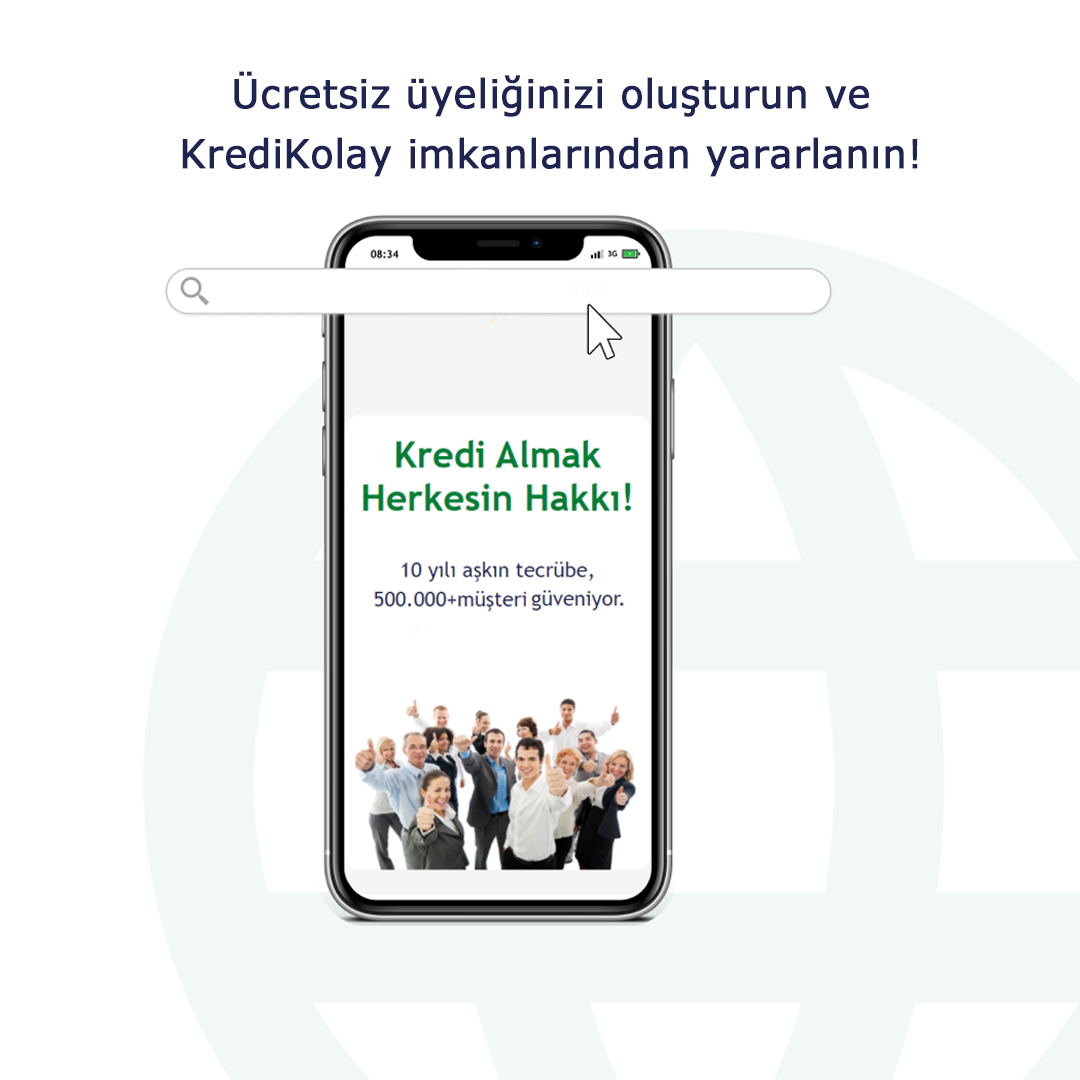 Ücretsiz üyeliğinizi oluşturun ve
KrediKolay imkanlarından yararlanın!
08:34
3G
Kredi Almak
Herkesin Hakkı!
10 yılı aşkın tecrübe,
500.000+müşteri güveniyor.